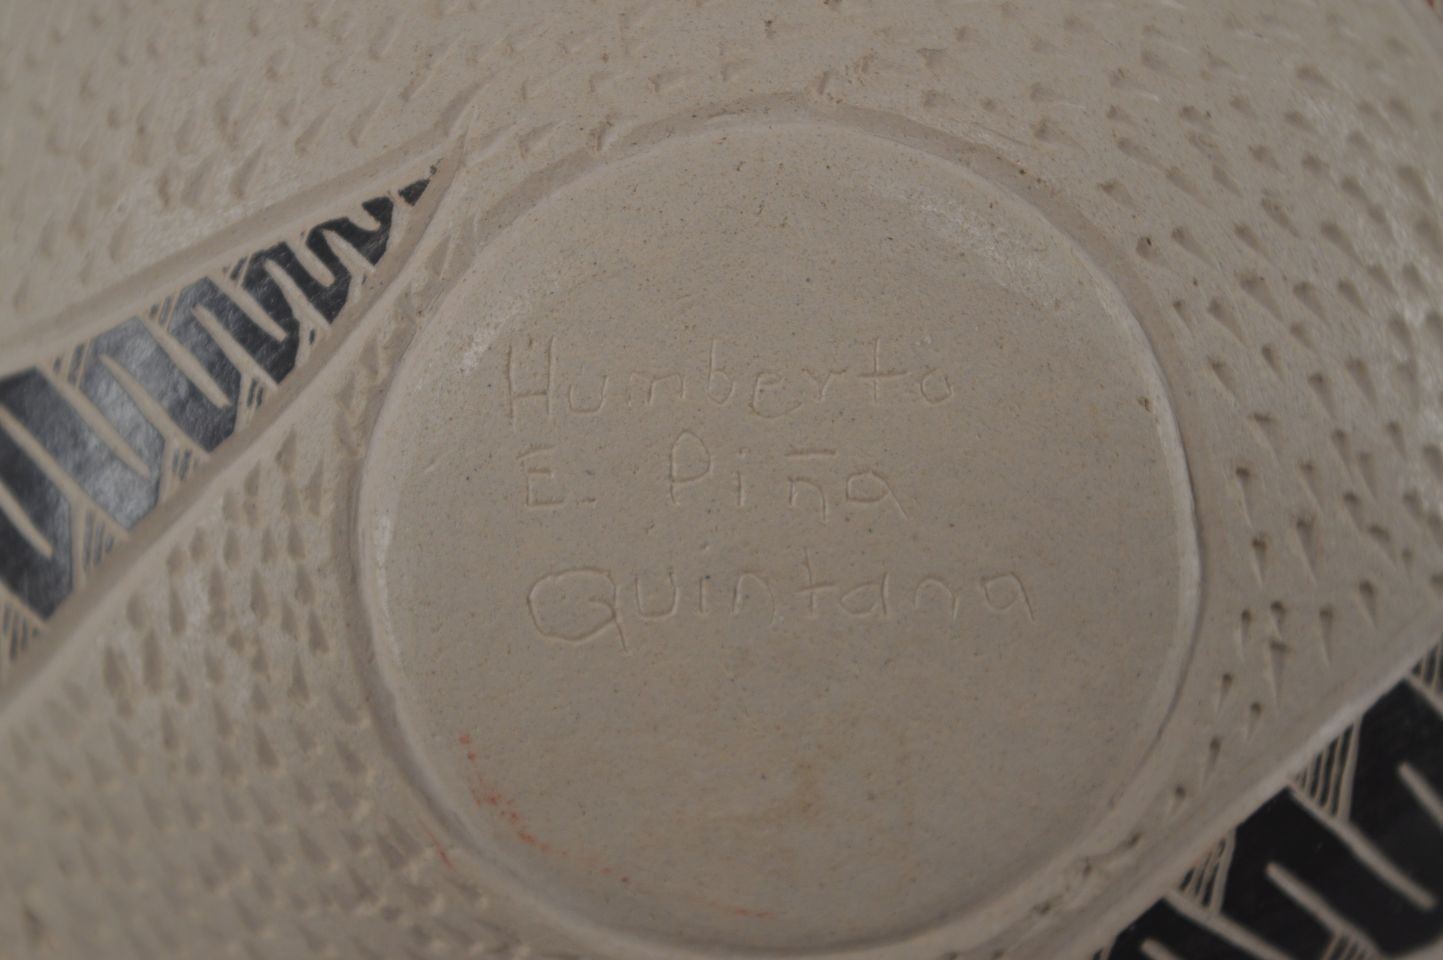 Humberto
E. Piña
Quintana